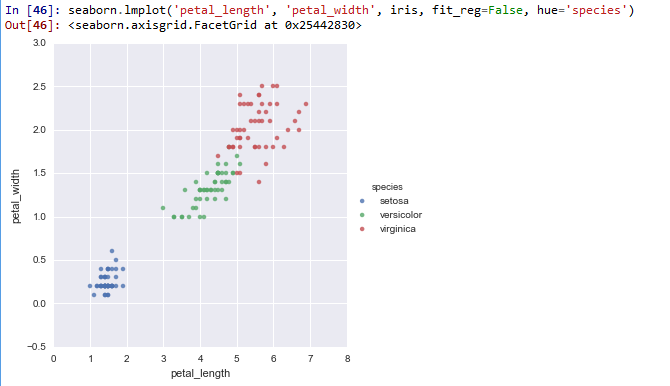 In [46]: seaborn.lmplot('petal_length', 'petal_width', iris, fit_reg=False, hue='species')
Out[46]: <seaborn.axisgrid.FacetGrid at 0x25442830>
3.0
2.5
2.0
1.5
1.0
0.5
0.0
−0.5
petal_width
0 1 2 3 4 5 6 7 8
petal_length
species
setosa
versicolor
virginica